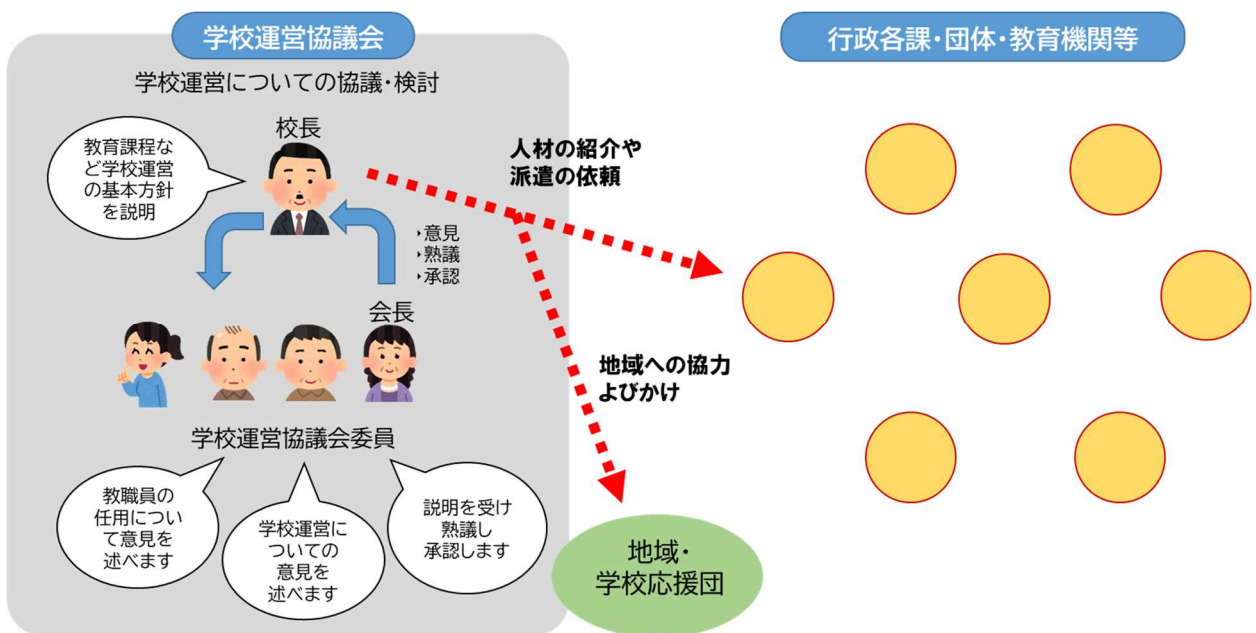 学校運営協議会
学校運営についての協議・検討
校長
教育課程な
ど学校運営
の基本方針
を説明
・意見
・熟議
・承認
会長
学校運営協議会委員
教職員の
任用につい
て意見を
述べます
学校運営に
ついての
意見を
述べます
説明を受け
熟議し
承認します
人材の紹介や
派遣の依頼
地域への協力
よびかけ
地域・
学校応援団
行政各課・団体・教育機関等